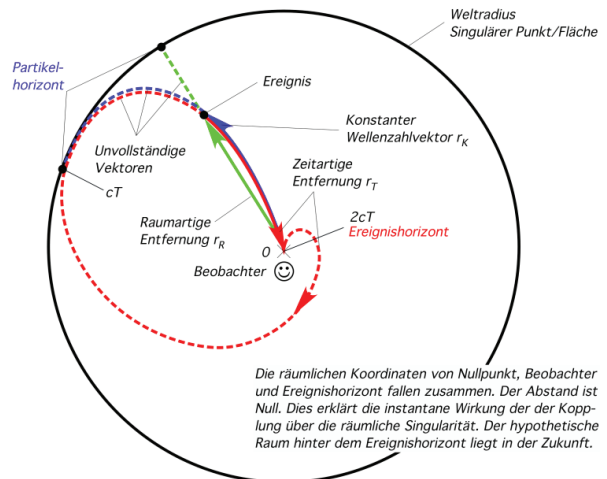 Weltradius
Singulärer Punkt/Fläche
Partikel-
horizont
Ereignis
Konstanter
Wellenzahlvektor rK
Unvollständige
Vektoren
Zeitartige
Entfernung rT
cT
Raumartige
Entfernung rR
2cT
Ereignishorizont
0
Beobachter
Die räumlichen Koordinaten von Nullpunkt, Beobachter
und Ereignishorizont fallen zusammen. Der Abstand ist
Null. Dies erklärt die instantane Wirkung der der Kopp-
lung über die räumliche Singularität. Der hypothetische
Raum hinter dem Ereignishorizont liegt in der Zukunft.